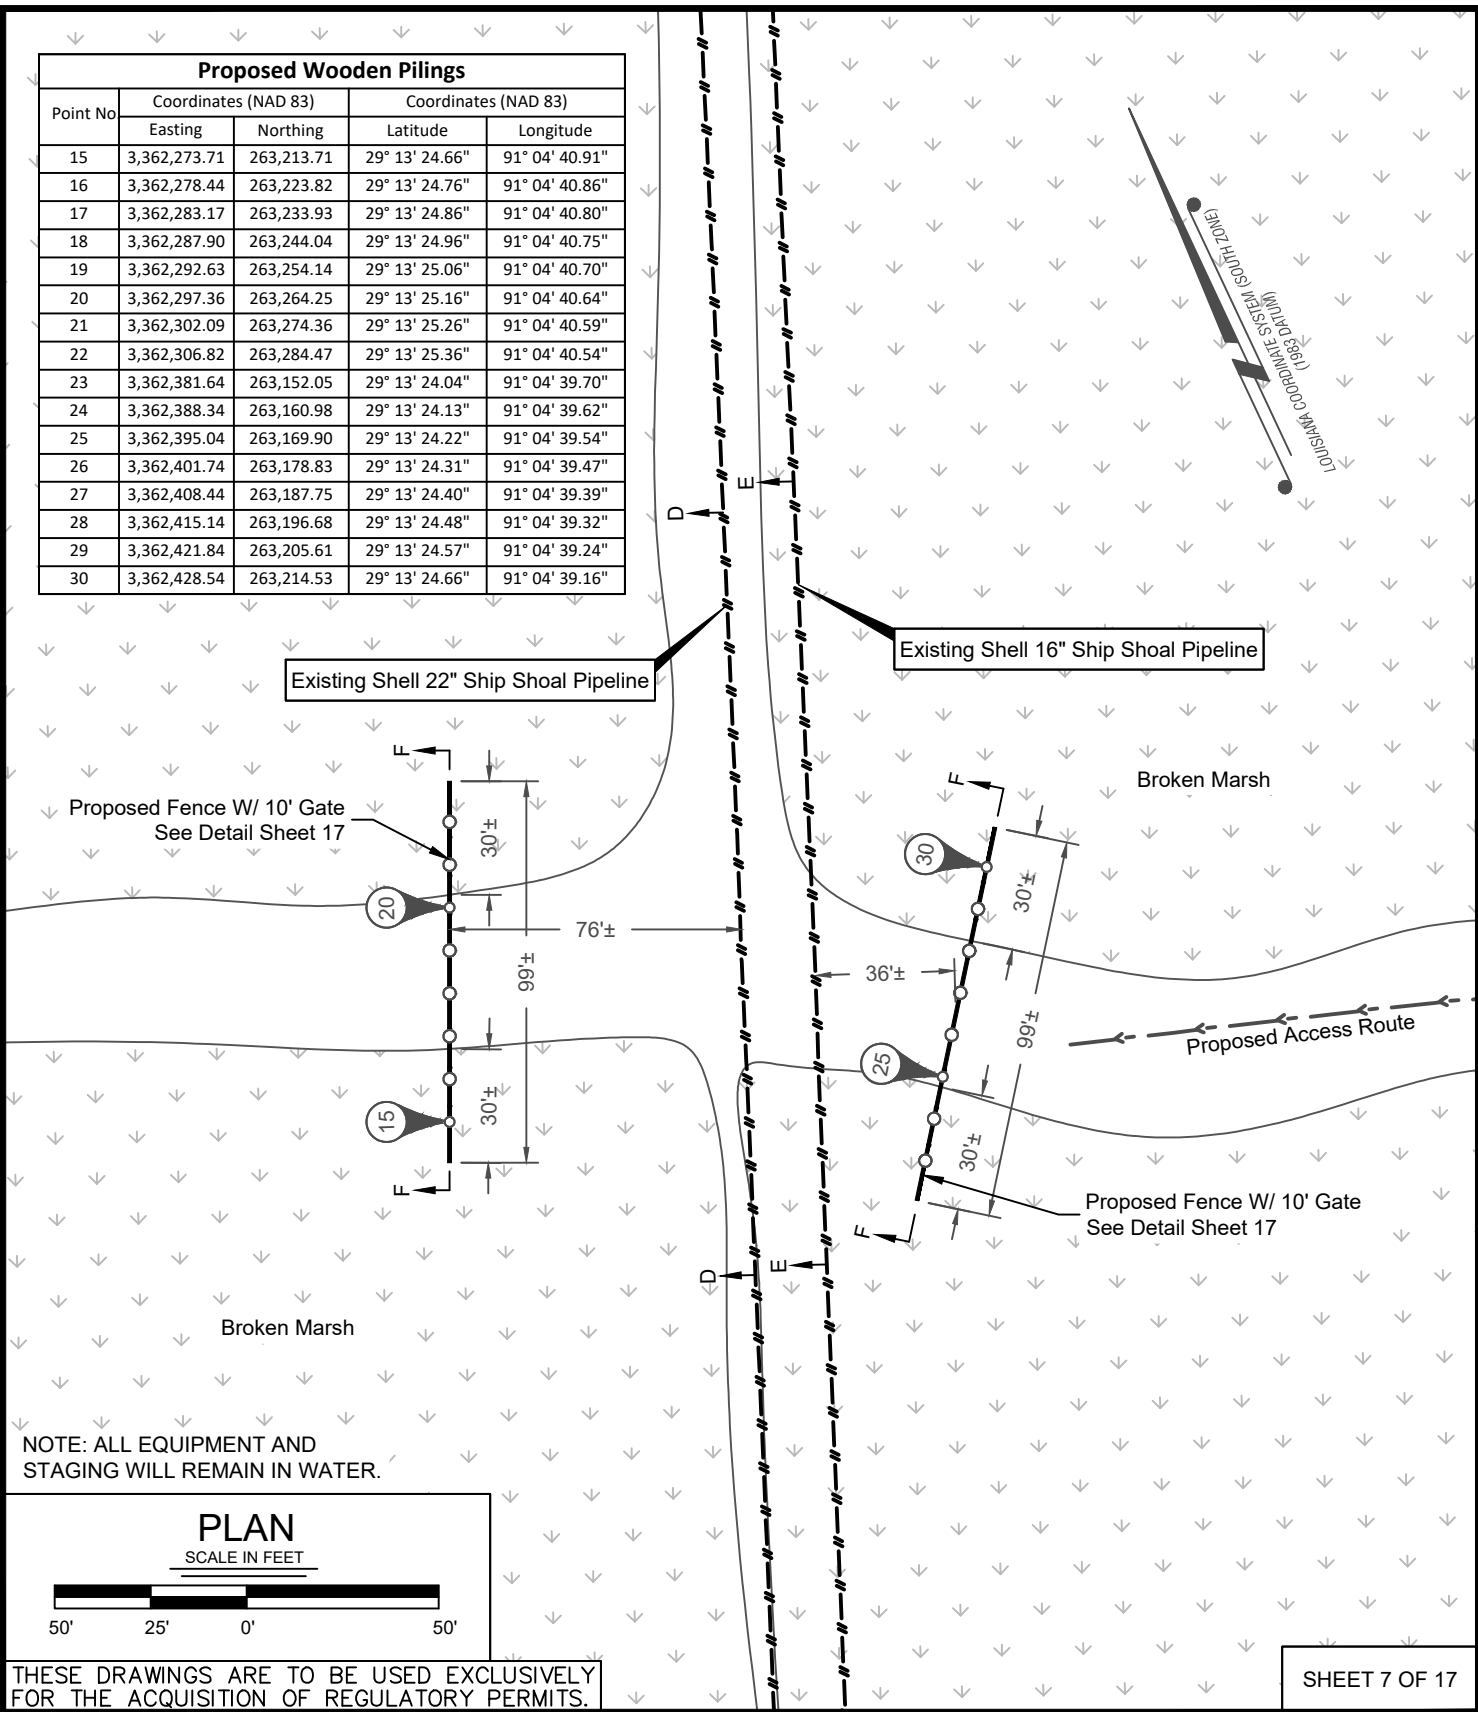 Proposed Wooden Pilings
Point No. Coordinates (NAD 83) Coordinates (NAD 83)
Easting Northing Latitude Longitude
15 3,362,273.71 263,213.71 29° 13' 24.66" 91° 04' 40.91"
16 3,362,278.44 263,223.82 29° 13' 24.76" 91° 04' 40.86"
17 3,362,283.17 263,233.93 29° 13' 24.86" 91° 04' 40.80"
18 3,362,287.90 263,244.04 29° 13' 24.96" 91° 04' 40.75"
19 3,362,292.63 263,254.14 29° 13' 25.06" 91° 04' 40.70"
20 3,362,297.36 263,264.25 29° 13' 25.16" 91° 04' 40.64"
21 3,362,302.09 263,274.36 29° 13' 25.26" 91° 04' 40.59"
22 3,362,306.82 263,284.47 29° 13' 25.36" 91° 04' 40.54"
23 3,362,381.64 263,152.05 29° 13' 24.04" 91° 04' 39.70"
24 3,362,388.34 263,160.98 29° 13' 24.13" 91° 04' 39.62"
25 3,362,395.04 263,169.90 29° 13' 24.22" 91° 04' 39.54"
26 3,362,401.74 263,178.83 29° 13' 24.31" 91° 04' 39.47"
27 3,362,408.44 263,187.75 29° 13' 24.40" 91° 04' 39.39"
28 3,362,415.14 263,196.68 29° 13' 24.48" 91° 04' 39.32"
29 3,362,421.84 263,205.61 29° 13' 24.57" 91° 04' 39.24"
30 3,362,428.54 263,214.53 29° 13' 24.66" 91° 04' 39.16"
LOUISIANA COORDINATE SYSTEM (SOUTH ZONE)
(1983 DATUM)
E
D
Existing Shell 16" Ship Shoal Pipeline
Existing Shell 22" Ship Shoal Pipeline
F
F
Broken Marsh
Proposed Fence W/ 10' Gate
See Detail Sheet 17
30'±
30
30'±
20
76'±
99'±
36'±
99'±
Proposed Access Route
25
15
30'±
30'±
F
Proposed Fence W/ 10' Gate
See Detail Sheet 17
F
D
E
Broken Marsh
NOTE: ALL EQUIPMENT AND
STAGING WILL REMAIN IN WATER.
PLAN
SCALE IN FEET
50' 25' 0' 50'
THESE DRAWINGS ARE TO BE USED EXCLUSIVELY
FOR THE ACQUISITION OF REGULATORY PERMITS.
SHEET 7 OF 17